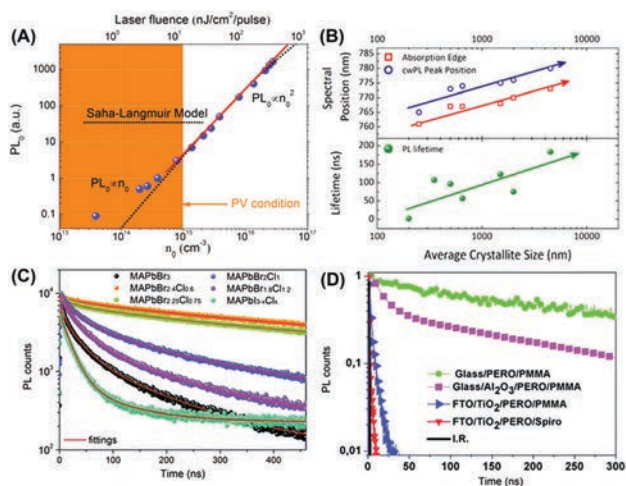 (A)
Laser fluence (nJ/cm²/pulse)
10⁰ 10¹ 10² 10³
PL₀ (a.u.)
1000
100
10
1
0.1
Saha-Langmuir Model
PL₀∝n₀²
PL₀∝n₀
PV condition
10¹³ 10¹⁴ 10¹⁵ 10¹⁶ 10¹⁷
n₀ (cm⁻³)
(B)
100 1000 10000
Spectral
Position (nm)
790
785
780
775
770
765
760
Absorption Edge
cwPL Peak Position
Lifetime (ns)
200
150
100
50
0
PL lifetime
100 1000 10000
Average Crystallite Size (nm)
(C)
PL counts
10⁴
10³
10²
MAPbBr₃
MAPbBr₂.₄Cl₀.₆
MAPbBr₂.₂₅Cl₀.₇₅
MAPbBr₂Cl₁
MAPbBr₁.₈Cl₁.₂
MAPbI₃₋ₓClₓ
fittings
0 100 200 300 400
Time (ns)
(D)
PL counts
1
0,1
0,01
Glass/PERO/PMMA
Glass/Al₂O₃/PERO/PMMA
FTO/TiO₂/PERO/PMMA
FTO/TiO₂/PERO/Spiro
I.R.
0 50 100 150 200 250 300
Time (ns)